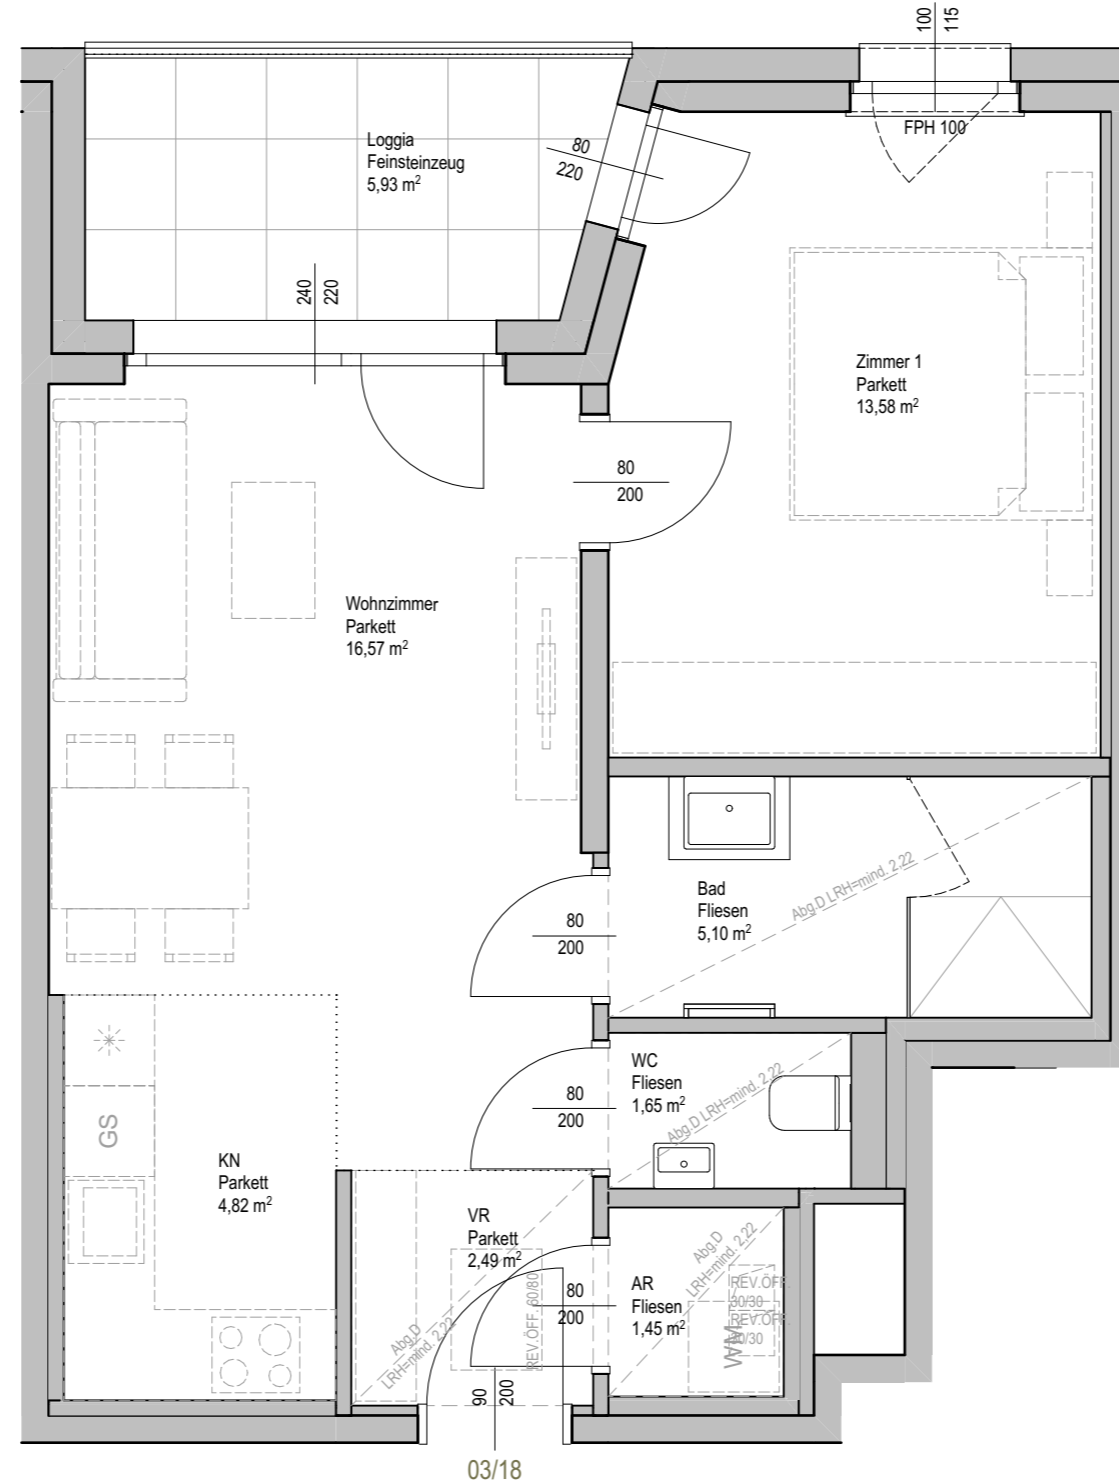 100
115
FPH 100
Loggia
Feinsteinzeug
5,93 m²
80
220
240
220
Zimmer 1
Parkett
13,58 m²
80
200
Wohnzimmer
Parkett
16,57 m²
Bad
Fliesen
5,10 m²
Abg.D LRH=mind. 2,22
80
200
WC
Fliesen
1,65 m²
Abg.D LRH=mind. 2,22
80
200
GS
KN
Parkett
4,82 m²
VR
Parkett
2,49 m²
Abg.D
LRH=mind. 2,22
REV.ÖFF. 60/80
80
200
AR
Fliesen
1,45 m²
Abg.D
LRH=mind. 2,22
REV.ÖFF.
30/30
REV.ÖFF.
30/30
WM
90
200
03/18